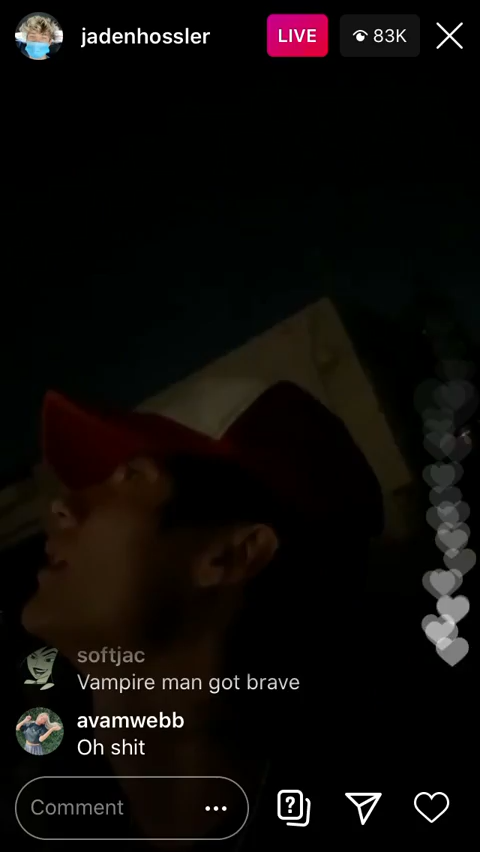 jadenhossler LIVE 83K
softjac
Vampire man got brave
avamwebb
Oh shit
Comment